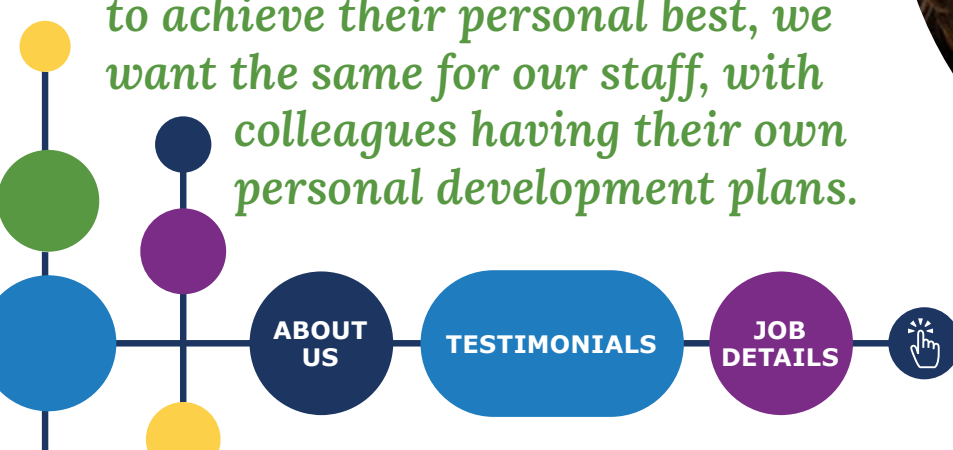 to achieve their personal best, we
want the same for our staff, with
colleagues having their own
personal development plans.
ABOUT
US
TESTIMONIALS
JOB
DETAILS